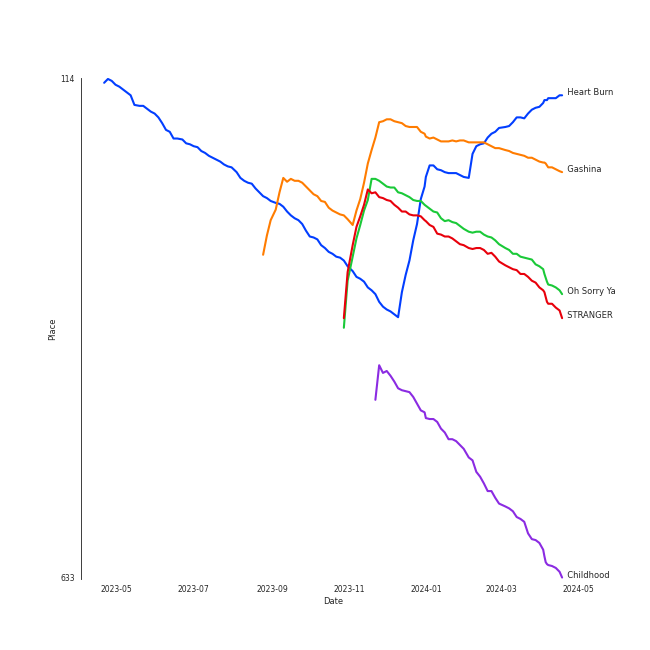 114
Heart Burn
Gashina
Oh Sorry Ya
STRANGER
Place
Childhood
633
2023-05 2023-07 2023-09 2023-11 2024-01 2024-03 2024-05
Date